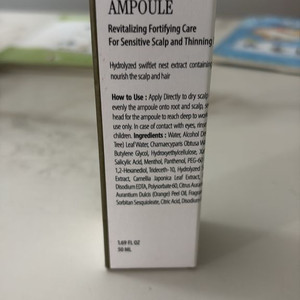 AMPOULE
Revitalizing Fortifying Care
For Sensitive Scalp and Thinning
Hydrolyzed swiftlet nest extract containing
nourish the scalp and hair
How to Use : Apply Directly to dry scalp,
evenly the ampoule onto root and scalp,
head for the ampoule to reach deep to
use only. In case of contact with eyes,
children. Ingredients : Water, Alcohol
Tree) Leaf Water, Chamaecyparis Obtusa
Butylene Glycol, Hydroxyethylcellulose,
Salicylic Acid, Menthol, Panthenol,
1,2-Hexanediol, Trideceth-10, Hydrolyzed
Extract, Camellia Japonica Leaf Extract,
Disodium EDTA, Polysorbate 60, Citrus
Aurantium Dulcis (Orange) Peel Oil,
Sorbitan Sesquioleate, Citric Acid,
1.69 FL OZ
50 ML